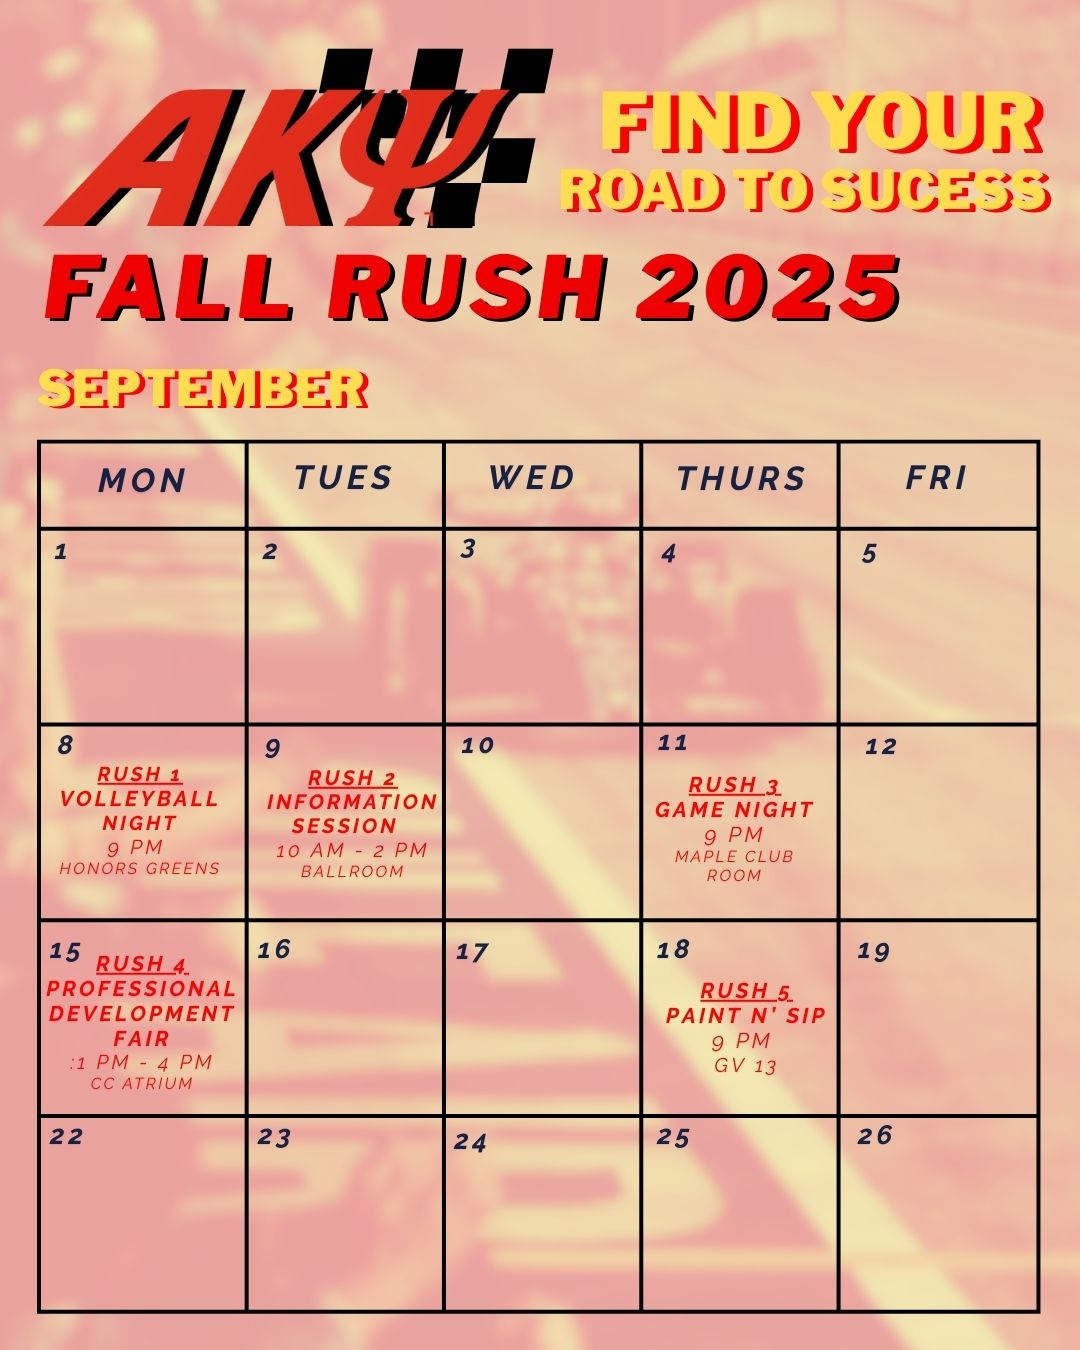 ΑΚΨ
FIND YOUR
ROAD TO SUCESS
FALL RUSH 2025
SEPTEMBER
MON TUES WED THURS FRI
1 2 3 4 5
8
RUSH 1
VOLLEYBALL
NIGHT
9 PM
HONORS GREENS
9
RUSH 2
INFORMATION
SESSION
10 AM - 2 PM
BALLROOM
10
11
RUSH 3
GAME NIGHT
9 PM
MAPLE CLUB
ROOM
12
15
RUSH 4
PROFESSIONAL
DEVELOPMENT
FAIR
:1 PM - 4 PM
CC ATRIUM
16
17
18
RUSH 5
PAINT N' SIP
9 PM
GV 13
19
22 23 24 25 26